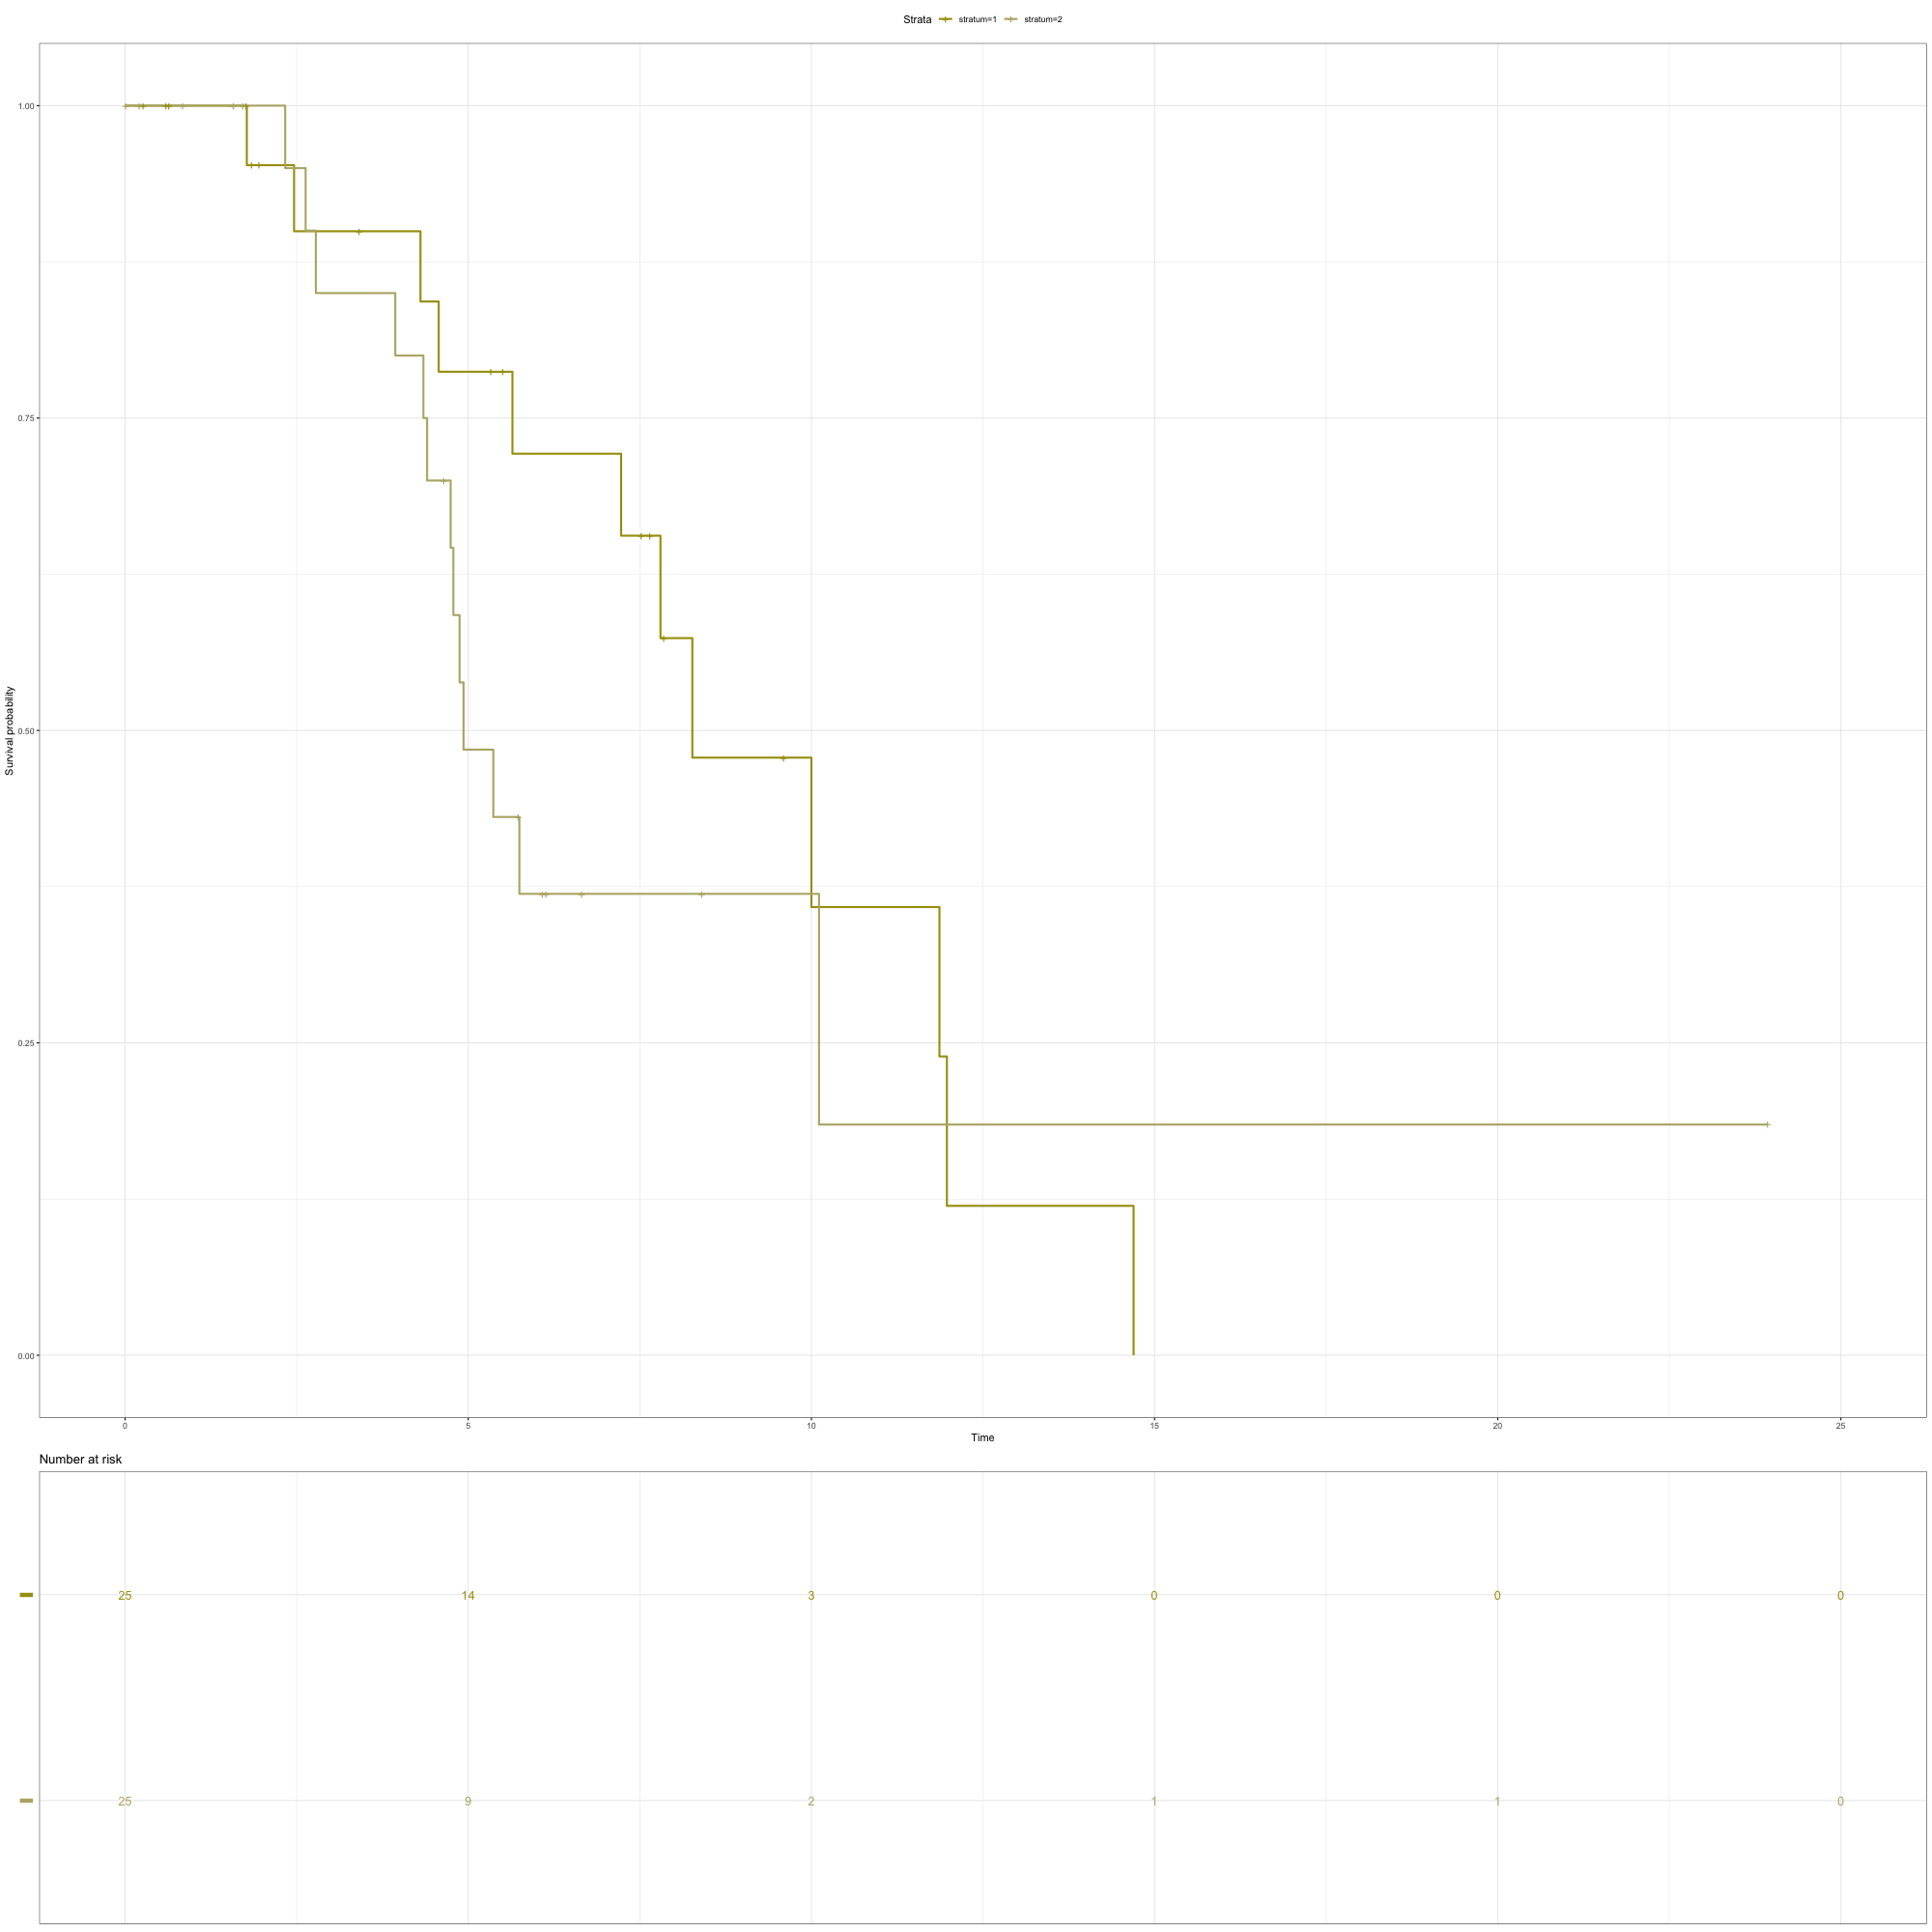 Strata stratum=1 stratum=2
1.00
0.75
0.50
0.25
0.00
Survival probability
0 5 10 15 20 25
Time
Number at risk
25 14 3 0 0 0
25 9 2 1 1 0